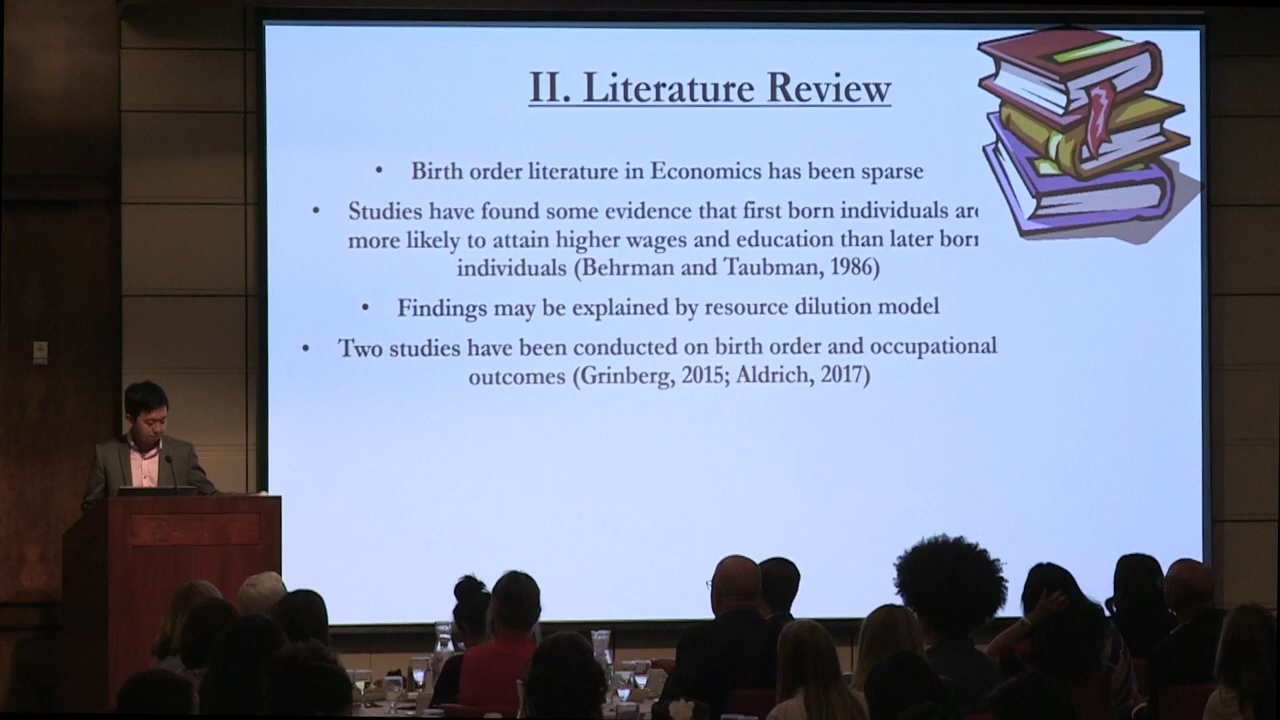 II. Literature Review
• Birth order literature in Economics has been sparse
• Studies have found some evidence that first born individuals are
more likely to attain higher wages and education than later born
individuals (Behrman and Taubman, 1986)
• Findings may be explained by resource dilution model
• Two studies have been conducted on birth order and occupational
outcomes (Grinberg, 2015; Aldrich, 2017)